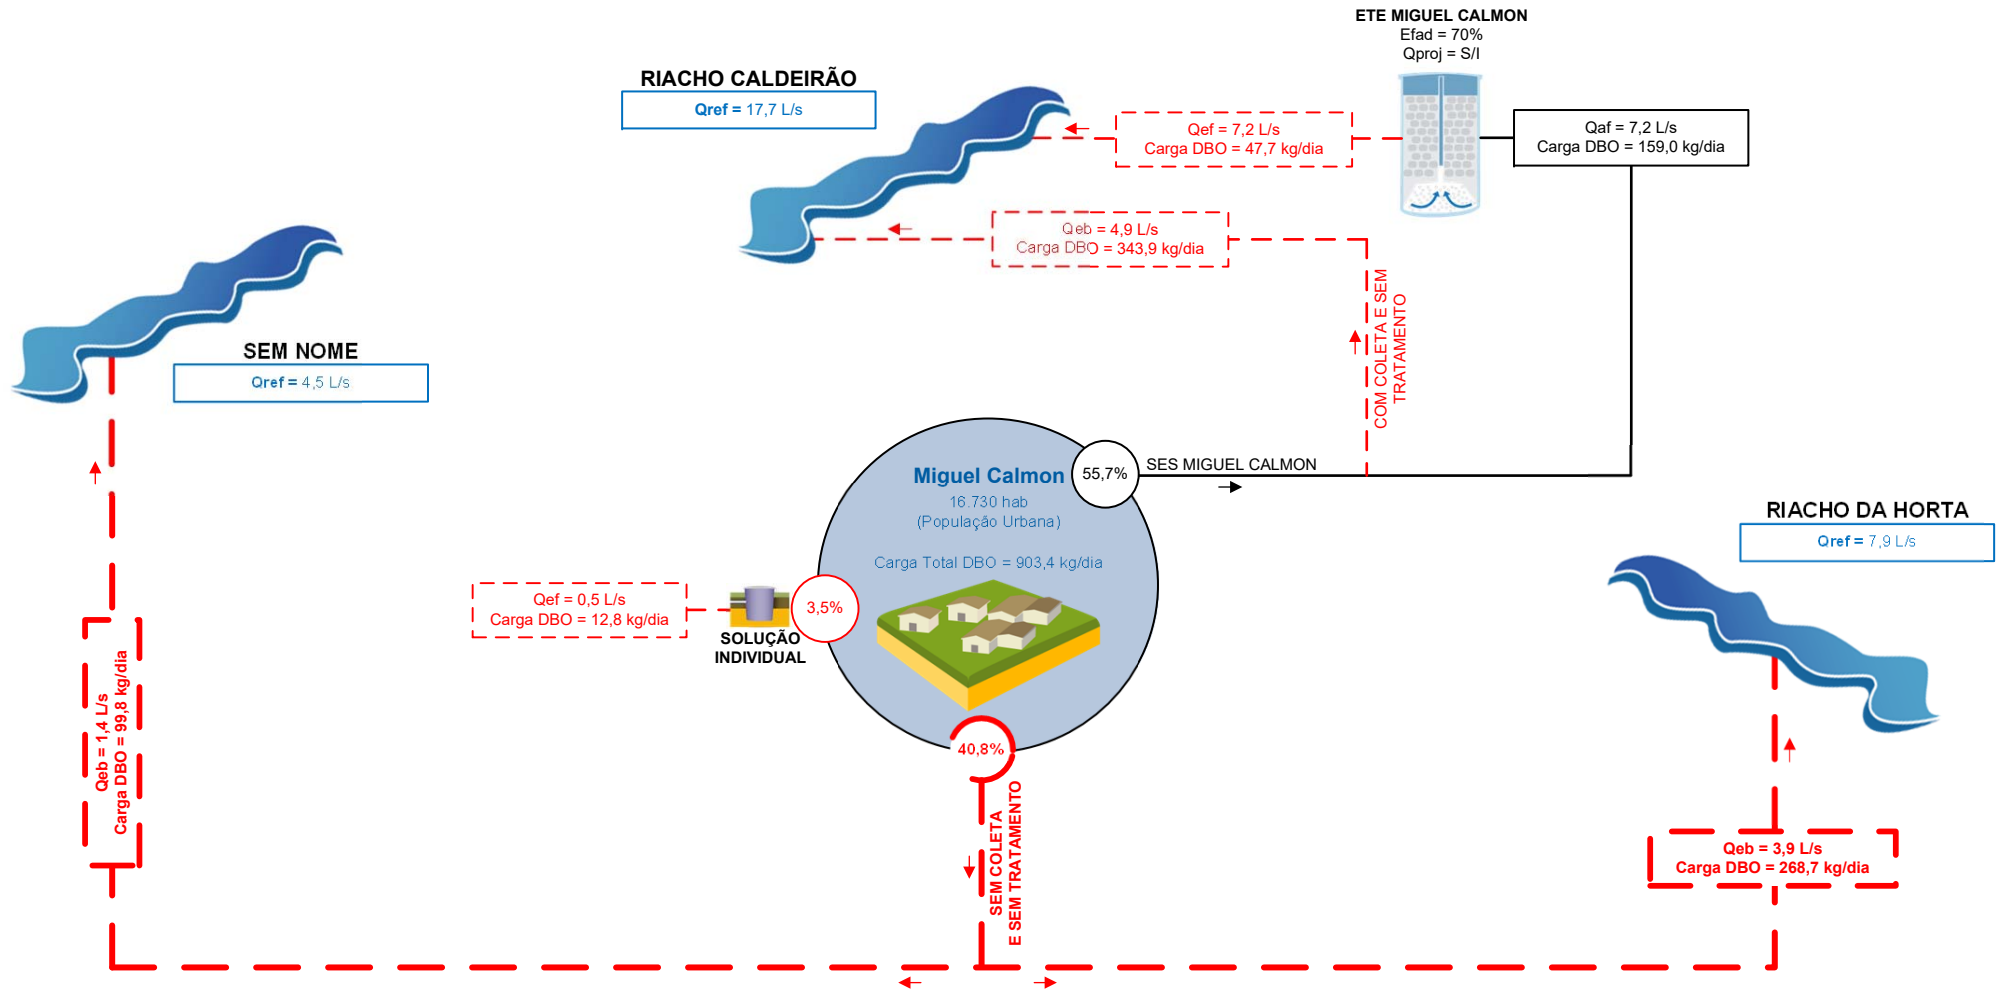 ETE MIGUEL CALMON
Efad = 70%
Qproj = S/I
RIACHO CALDEIRÃO
Qref = 17,7 L/s
Qef = 7,2 L/s
Carga DBO = 47,7 kg/dia
Qaf = 7,2 L/s
Carga DBO = 159,0 kg/dia
Qeb = 4,9 L/s
Carga DBO = 343,9 kg/dia
COM COLETA E SEM
TRATAMENTO
SEM NOME
Qref = 4,5 L/s
Miguel Calmon
16.730 hab
(População Urbana)
Carga Total DBO = 903,4 kg/dia
55,7%
SES MIGUEL CALMON
RIACHO DA HORTA
Qref = 7,9 L/s
Qef = 0,5 L/s
Carga DBO = 12,8 kg/dia
SOLUÇÃO
INDIVIDUAL
3,5%
40,8%
SEM COLETA
E SEM TRATAMENTO
Qeb = 1,4 L/s
Carga DBO = 99,8 kg/dia
Qeb = 3,9 L/s
Carga DBO = 268,7 kg/dia